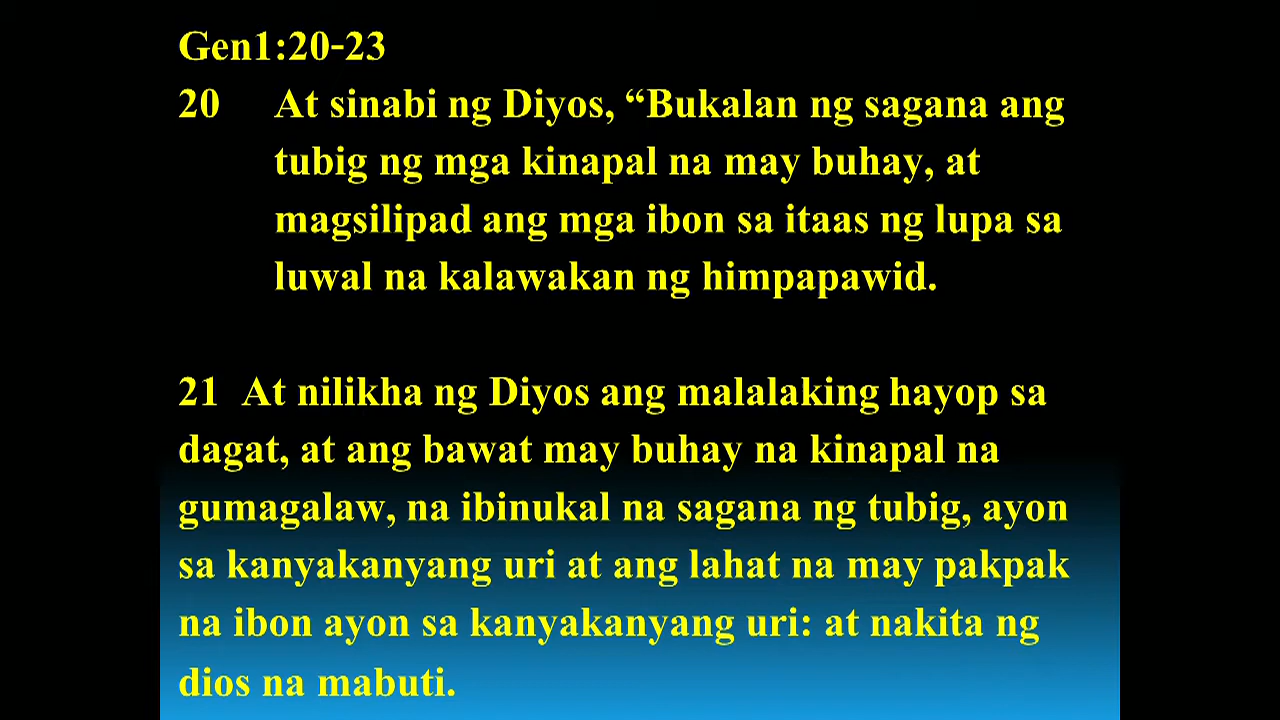 Gen1:20-23
20 At sinabi ng Diyos, “Bukalan ng sagana ang
tubig ng mga kinapal na may buhay, at
magsilipad ang mga ibon sa itaas ng lupa sa
luwal na kalawakan ng himpapawid.
21 At nilikha ng Diyos ang malalaking hayop sa
dagat, at ang bawat may buhay na kinapal na
gumagalaw, na ibinukal na sagana ng tubig, ayon
sa kanyakanyang uri at ang lahat na may pakpak
na ibon ayon sa kanyakanyang uri: at nakita ng
dios na mabuti.